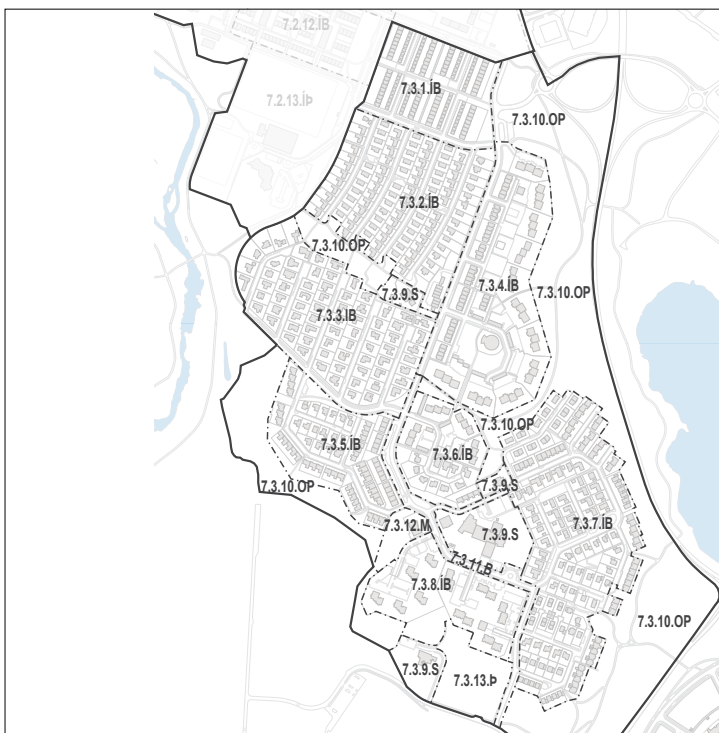 7.2.12.ÍB
7.3.1.ÍB
7.2.13.ÍÞ
7.3.10.OP
7.3.2.ÍB
7.3.10.OP
7.3.4.ÍB
7.3.9.S
7.3.10.OP
7.3.3.ÍB
7.3.10.OP
7.3.5.ÍB
7.3.6.ÍB
7.3.10.OP
7.3.9.S
7.3.7.ÍB
7.3.12.M
7.3.9.S
7.3.11.B
7.3.8.ÍB
7.3.10.OP
7.3.9.S
7.3.13.Þ